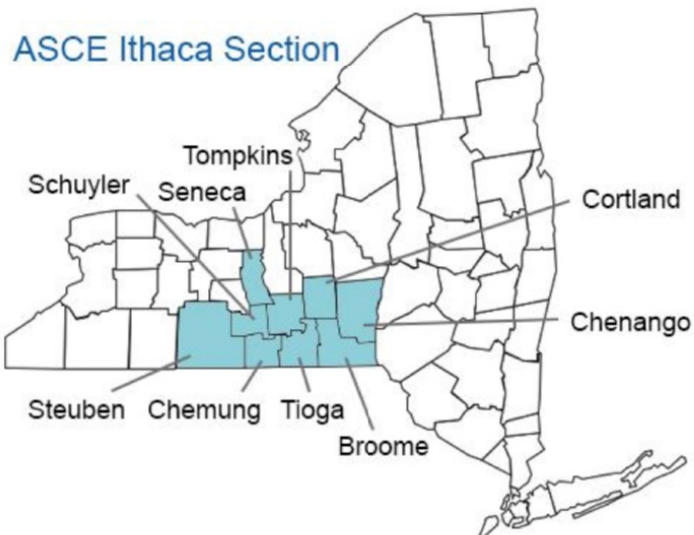 ASCE Ithaca Section
Tompkins
Schuyler
Seneca
Cortland
Chenango
Steuben
Chemung
Tioga
Broome